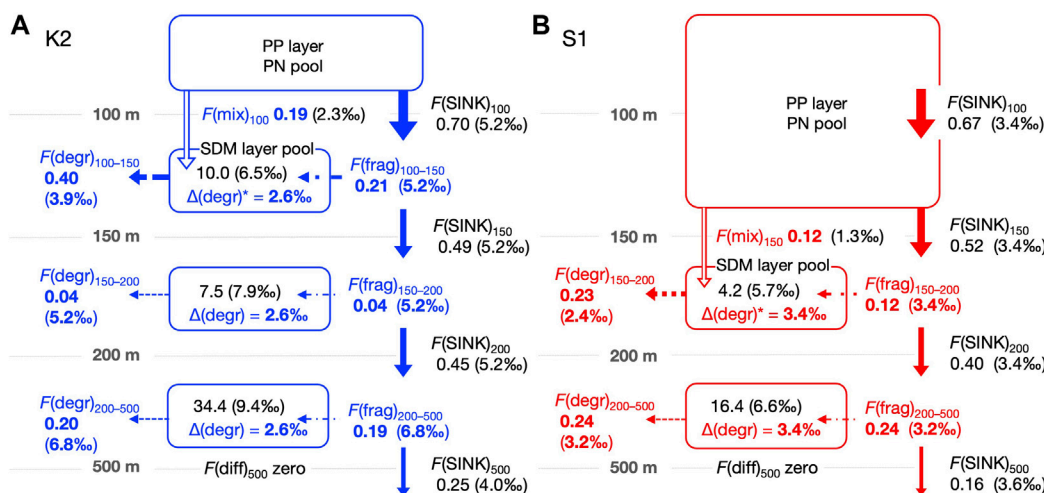 A
K2
PP layer
PN pool
100 m
F(mix)100 0.19 (2.3‰)
F(SINK)100
0.70 (5.2‰)
SDM layer pool
F(degr)100–150
0.40
(3.9‰)
10.0 (6.5‰)
Δ(degr)* = 2.6‰
F(frag)100–150
0.21 (5.2‰)
150 m
F(SINK)150
0.49 (5.2‰)
F(degr)150–200
0.04
(5.2‰)
7.5 (7.9‰)
Δ(degr) = 2.6‰
F(frag)150–200
0.04 (5.2‰)
200 m
F(SINK)200
0.45 (5.2‰)
F(degr)200–500
0.20
(6.8‰)
34.4 (9.4‰)
Δ(degr) = 2.6‰
F(frag)200–500
0.19 (6.8‰)
500 m
F(diff)500 zero
F(SINK)500
0.25 (4.0‰)
B
S1
PP layer
PN pool
100 m
F(SINK)100
0.67 (3.4‰)
150 m
F(mix)150 0.12 (1.3‰)
F(SINK)150
0.52 (3.4‰)
SDM layer pool
F(degr)150–200
0.23
(2.4‰)
4.2 (5.7‰)
Δ(degr)* = 3.4‰
F(frag)150–200
0.12 (3.4‰)
200 m
F(SINK)200
0.40 (3.4‰)
F(degr)200–500
0.24
(3.2‰)
16.4 (6.6‰)
Δ(degr) = 3.4‰
F(frag)200–500
0.24 (3.2‰)
500 m
F(diff)500 zero
F(SINK)500
0.16 (3.6‰)